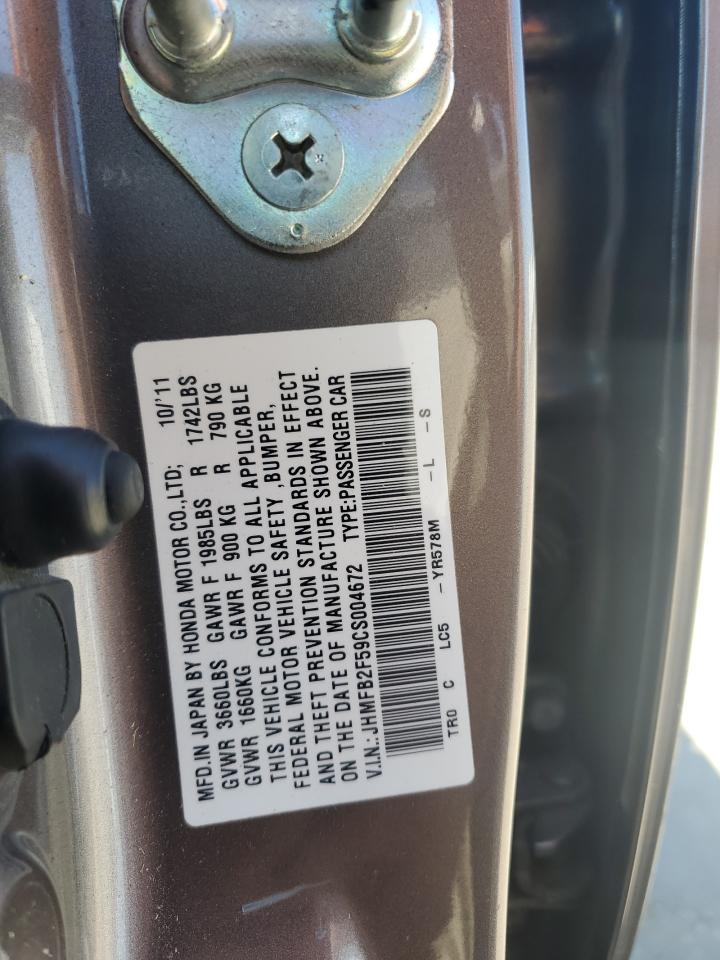 MFD.IN JAPAN BY HONDA MOTOR CO.,LTD; 10/'11
GVWR 3660LBS GAWR F 1985LBS R 1742LBS
GVWR 1660KG GAWR F 900 KG R 790 KG
THIS VEHICLE CONFORMS TO ALL APPLICABLE
FEDERAL MOTOR VEHICLE SAFETY ,BUMPER,
AND THEFT PREVENTION STANDARDS IN EFFECT
ON THE DATE OF MANUFACTURE SHOWN ABOVE.
V.I.N.:JHMFB2F59CS004672 TYPE:PASSENGER CAR
TR0 C LC5 -YR578M -L -S